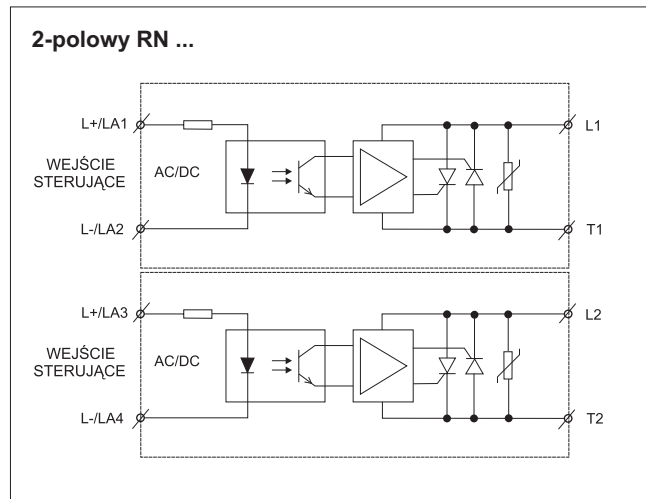 2-polowy RN ...
L+/LA1
L1
WEJŚCIE
STERUJĄCE
AC/DC
L-/LA2
T1
L+/LA3
L2
WEJŚCIE
STERUJĄCE
AC/DC
L-/LA4
T2